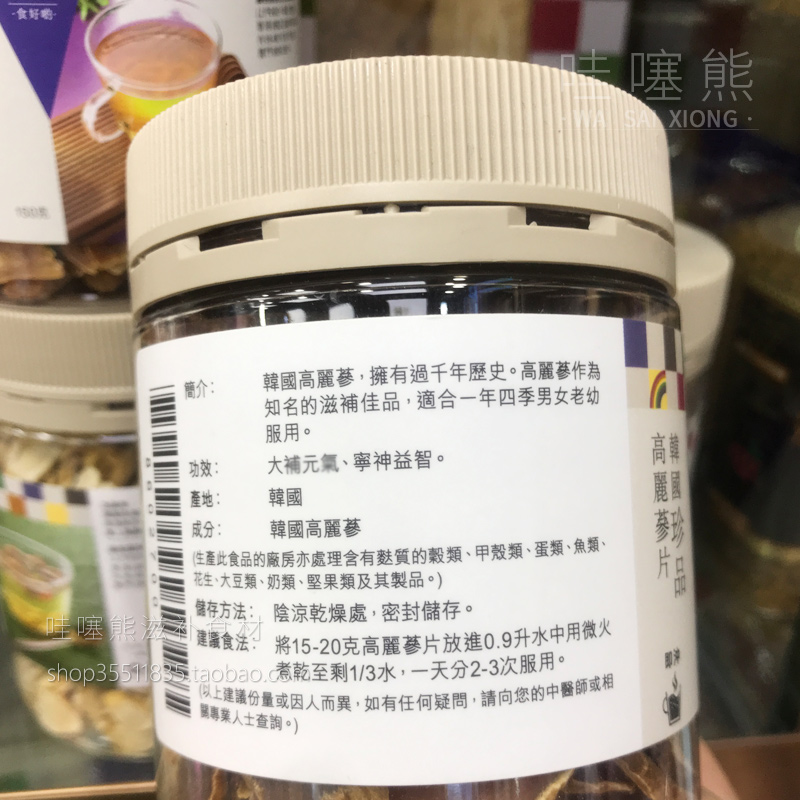 ·食好啲·
150克
哇噻熊
·WA SAI XIONG·
簡介： 韓國高麗蔘，擁有過千年歷史。高麗蔘作為
知名的滋補佳品，適合一年四季男女老幼
服用。
功效： 大補元氣、寧神益智。
產地： 韓國
成分： 韓國高麗蔘
(生產此食品的廠房亦處理含有麩質的穀類、甲殼類、蛋類、魚類、
花生、大豆類、奶類、堅果類及其製品。)
儲存方法： 陰涼乾燥處，密封儲存。
建議食法： 將15-20克高麗蔘片放進0.9升水中用微火
煮乾至剩1/3水，一天分2-3次服用。
(以上建議份量或因人而異，如有任何疑問，請向您的中醫師或相
關專業人士查詢。)
韓國珍品
高麗蔘片
即沖
哇噻熊滋补食材
shop35511835.taobao.com